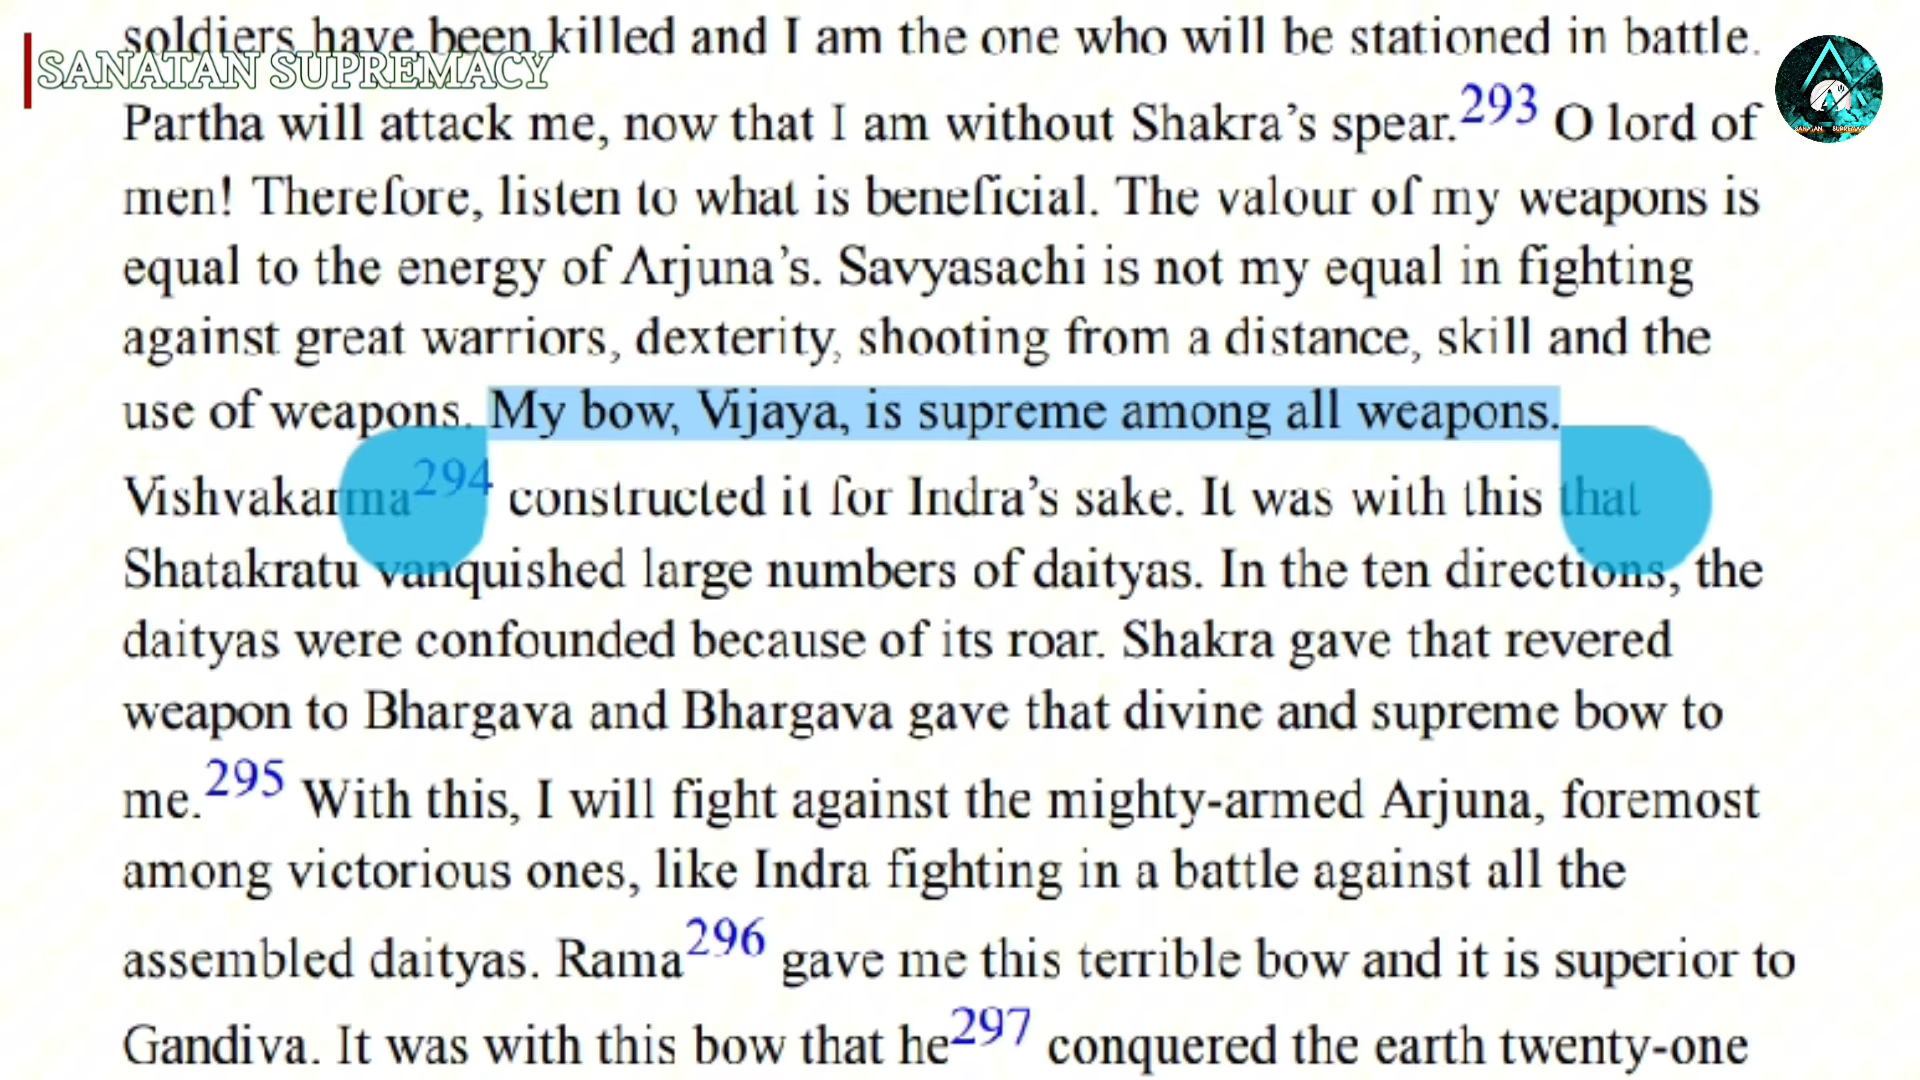 soldiers have been killed and I am the one who will be stationed in battle.
SANATAN SUPREMACY
Partha will attack me, now that I am without Shakra’s spear.293 O lord of
men! Therefore, listen to what is beneficial. The valour of my weapons is
equal to the energy of Arjuna’s. Savyasachi is not my equal in fighting
against great warriors, dexterity, shooting from a distance, skill and the
use of weapons. My bow, Vijaya, is supreme among all weapons.
Vishvakarma294 constructed it for Indra’s sake. It was with this that
Shatakratu vanquished large numbers of daityas. In the ten directions, the
daityas were confounded because of its roar. Shakra gave that revered
weapon to Bhargava and Bhargava gave that divine and supreme bow to
me.295 With this, I will fight against the mighty-armed Arjuna, foremost
among victorious ones, like Indra fighting in a battle against all the
assembled daityas. Rama296 gave me this terrible bow and it is superior to
Gandiva. It was with this bow that he297 conquered the earth twenty-one